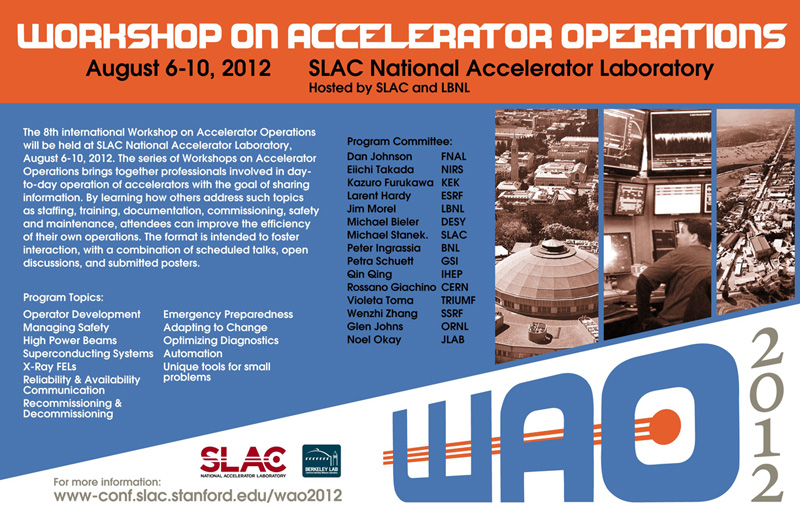 WORKSHOP ON ACCELERATOR OPERATIONS
August 6-10, 2012 SLAC National Accelerator Laboratory
Hosted by SLAC and LBNL
The 8th international Workshop on Accelerator Operations
will be held at SLAC National Accelerator Laboratory,
August 6-10, 2012. The series of Workshops on Accelerator
Operations brings together professionals involved in day-
to-day operation of accelerators with the goal of sharing
information. By learning how others address such topics
as staffing, training, documentation, commissioning, safety
and maintenance, attendees can improve the efficiency
of their own operations. The format is intended to foster
interaction, with a combination of scheduled talks, open
discussions, and submitted posters.
Program Topics:
Operator Development
Managing Safety
High Power Beams
Superconducting Systems
X-Ray FELs
Reliability & Availability
Communication
Recommissioning &
Decommissioning
Emergency Preparedness
Adapting to Change
Optimizing Diagnostics
Automation
Unique tools for small
problems
Program Committee:
Dan Johnson FNAL
Eiichi Takada NIRS
Kazuro Furukawa KEK
Larent Hardy ESRF
Jim Morel LBNL
Michael Bieler DESY
Michael Stanek. SLAC
Peter Ingrassia BNL
Petra Schuett GSI
Qin Qing IHEP
Rossano Giachino CERN
Violeta Toma TRIUMF
Wenzhi Zhang SSRF
Glen Johns ORNL
Noel Okay JLAB
WAO
2012
SLAC
NATIONAL ACCELERATOR LABORATORY
BERKELEY LAB
For more information:
www-conf.slac.stanford.edu/wao2012